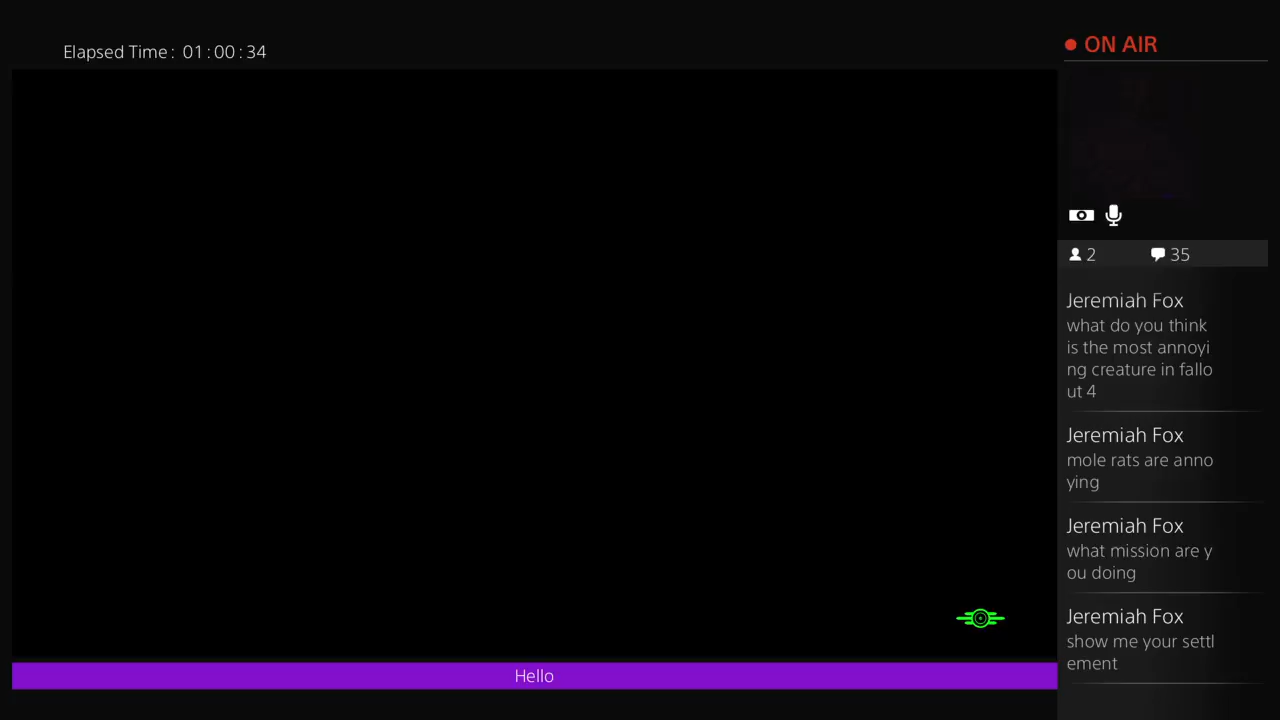 Elapsed Time: 01:00:34
ON AIR
2 35
Jeremiah Fox
what do you think
is the most annoyi
ng creature in fallo
ut 4
Jeremiah Fox
mole rats are anno
ying
Jeremiah Fox
what mission are y
ou doing
Jeremiah Fox
show me your settl
ement
Hello